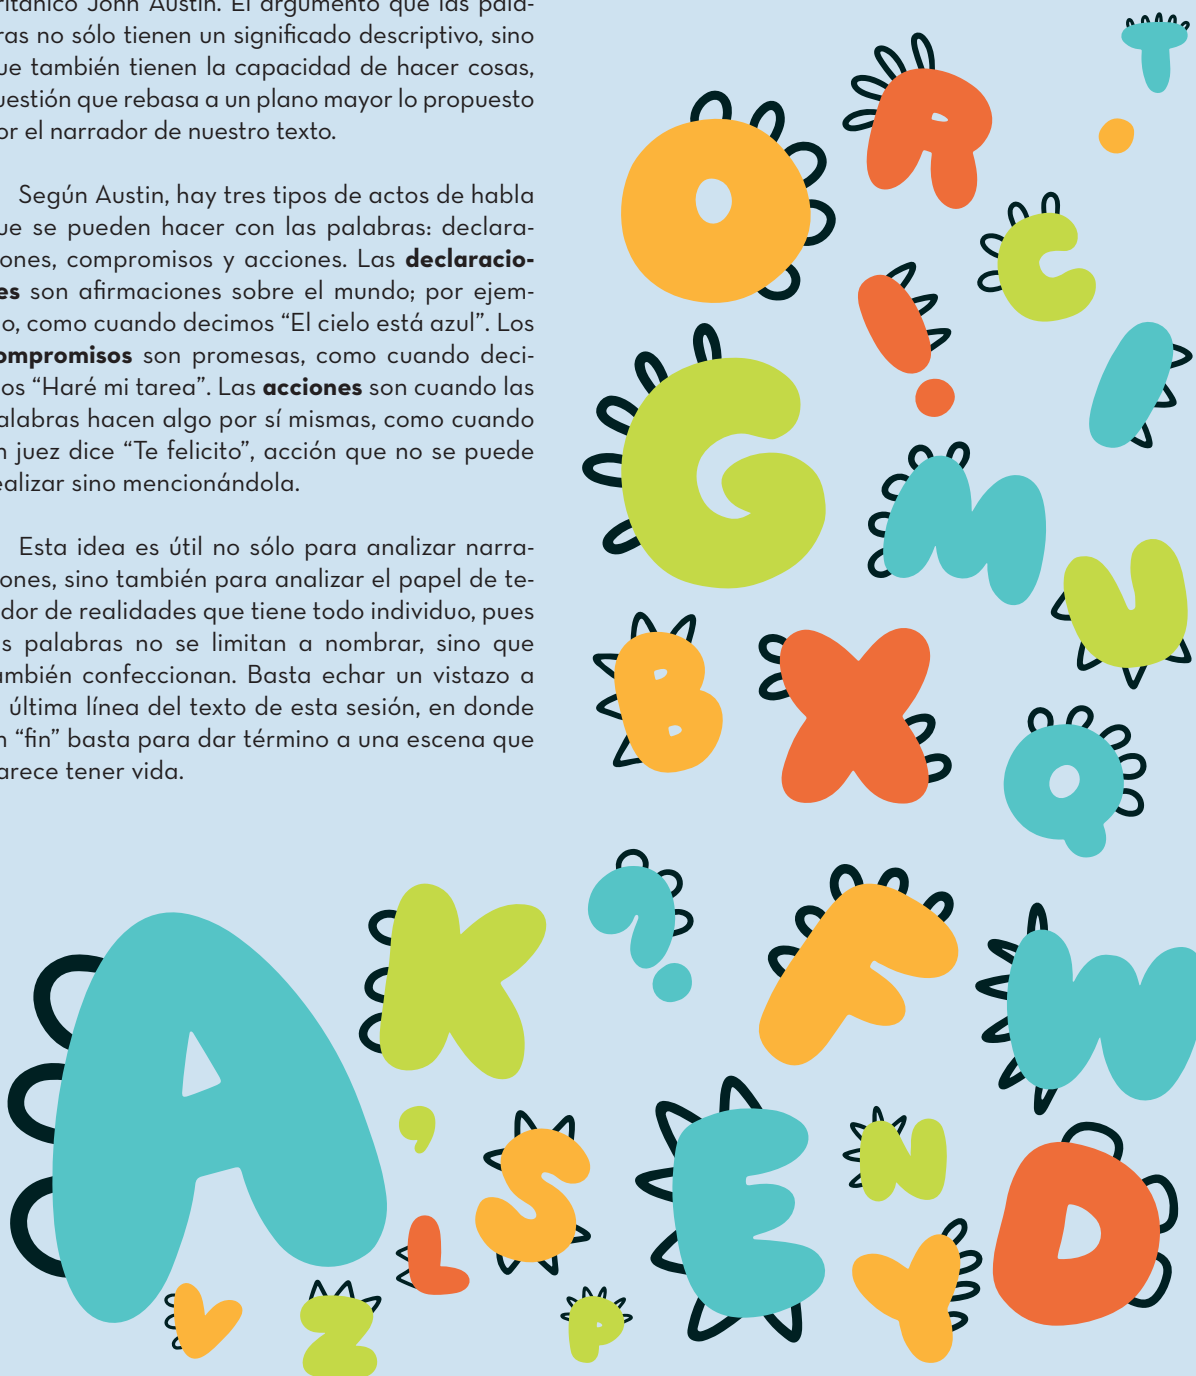 ritánico John Austin. El argumento que las pala-
ras no sólo tienen un significado descriptivo, sino
ue también tienen la capacidad de hacer cosas,
uestión que rebasa a un plano mayor lo propuesto
or el narrador de nuestro texto.
Según Austin, hay tres tipos de actos de habla
ue se pueden hacer con las palabras: declara-
iones, compromisos y acciones. Las declaracio-
es son afirmaciones sobre el mundo; por ejem-
o, como cuando decimos “El cielo está azul”. Los
ompromisos son promesas, como cuando deci-
os “Haré mi tarea”. Las acciones son cuando las
alabras hacen algo por sí mismas, como cuando
n juez dice “Te felicito”, acción que no se puede
ealizar sino mencionándola.
Esta idea es útil no sólo para analizar narra-
iones, sino también para analizar el papel de te-
dor de realidades que tiene todo individuo, pues
s palabras no se limitan a nombrar, sino que
ambién confeccionan. Basta echar un vistazo a
última línea del texto de esta sesión, en donde
n “fin” basta para dar término a una escena que
arece tener vida.
T
R
O
C
!
I
G
M
U
B
X
Q
?
F
K
W
A
,
S
E
N
D
L
Y
V
Z
P